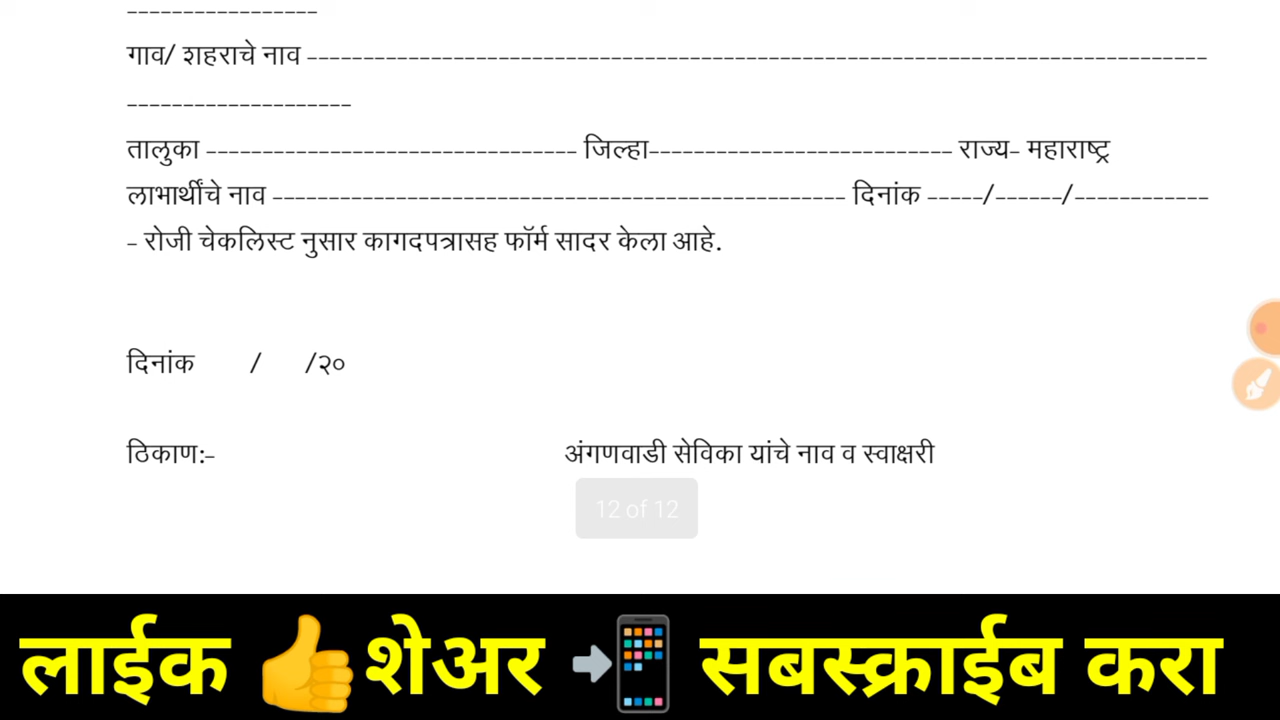 -----------------
गाव/ शहराचे नाव --------------------------------------------------------------------------------
--------------------
तालुका --------------------------------- जिल्हा--------------------------- राज्य- महाराष्ट्र
लाभार्थींचे नाव --------------------------------------------------- दिनांक -----/------/------------
- रोजी चेकलिस्ट नुसार कागदपत्रासह फॉर्म सादर केला आहे.
दिनांक / /२०
ठिकाण:- अंगणवाडी सेविका यांचे नाव व स्वाक्षरी
12 of 12
लाईक 👍 शेअर 📲 सबस्क्राईब करा